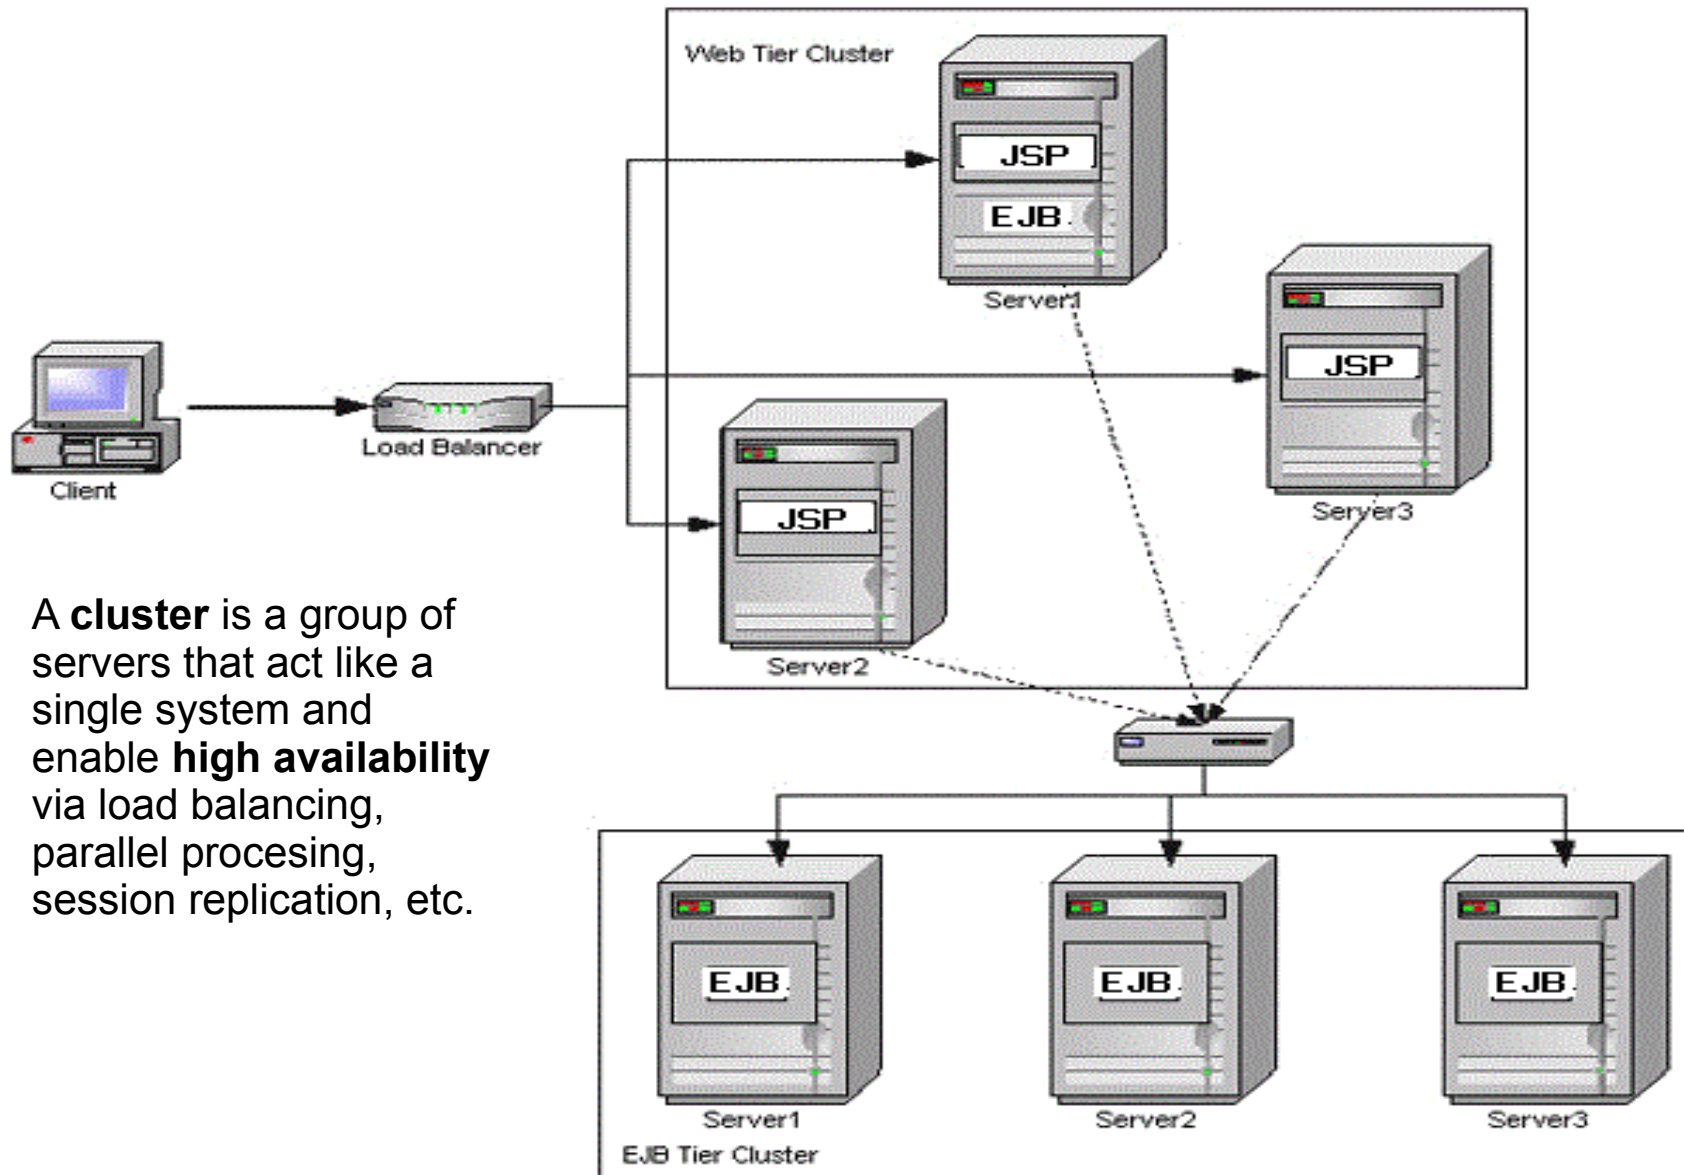 Web Tier Cluster
JSP
EJB
Server1
JSP
Server3
Load Balancer
Client
JSP
Server2
A cluster is a group of
servers that act like a
single system and
enable high availability
via load balancing,
parallel procesing,
session replication, etc.
EJB
EJB
EJB
Server1
Server2
Server3
EJB Tier Cluster